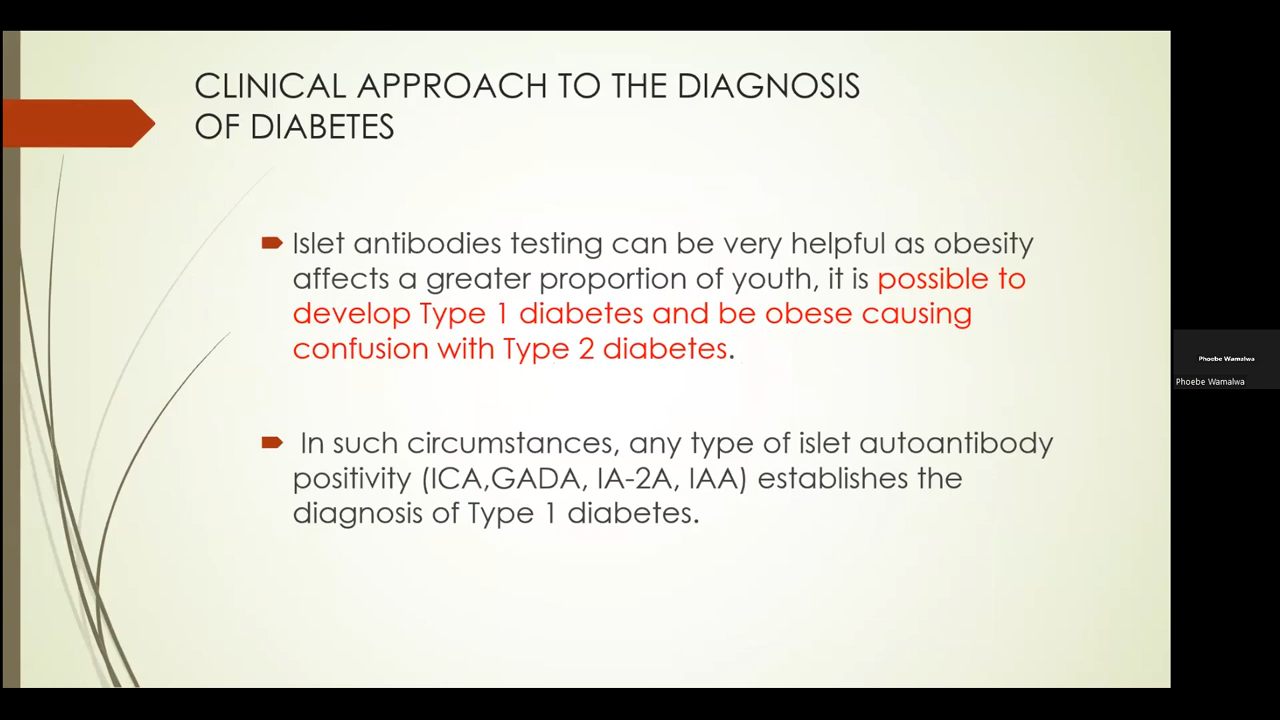 CLINICAL APPROACH TO THE DIAGNOSIS
OF DIABETES
Islet antibodies testing can be very helpful as obesity
affects a greater proportion of youth, it is possible to
develop Type 1 diabetes and be obese causing
confusion with Type 2 diabetes.
In such circumstances, any type of islet autoantibody
positivity (ICA,GADA, IA-2A, IAA) establishes the
diagnosis of Type 1 diabetes.
Phoebe Wamalwa
Phoebe Wamalwa